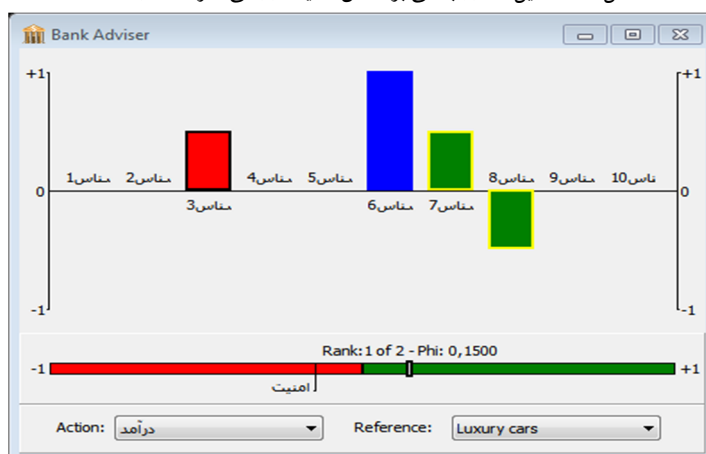 Bank Adviser
+1 +1
مناس1 مناس2 مناس4 مناس5 مناس8 مناس9 ناس10
0 0
مناس3 مناس6 مناس7
-1 -1
Rank:1 of 2 - Phi: 0,1500
-1 +1
امنیت
Action: درآمد Reference: Luxury cars